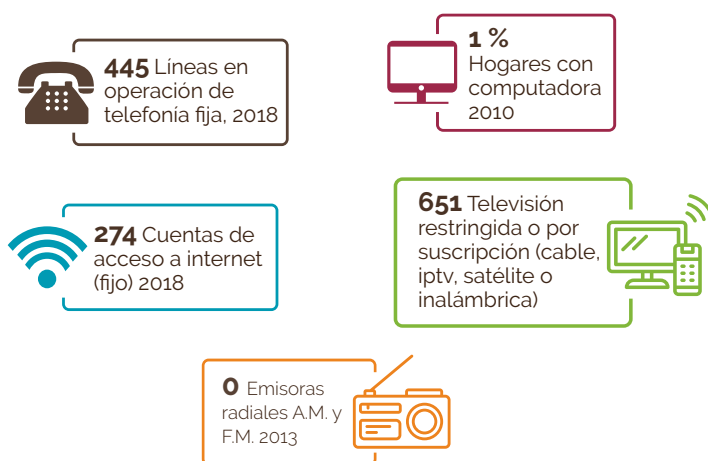 445 Líneas en
operación de
telefonía fija, 2018
1 %
Hogares con
computadora
2010
274 Cuentas de
acceso a internet
(fijo) 2018
651 Televisión
restringida o por
suscripción (cable,
iptv, satélite o
inalámbrica)
0 Emisoras
radiales A.M. y
F.M. 2013